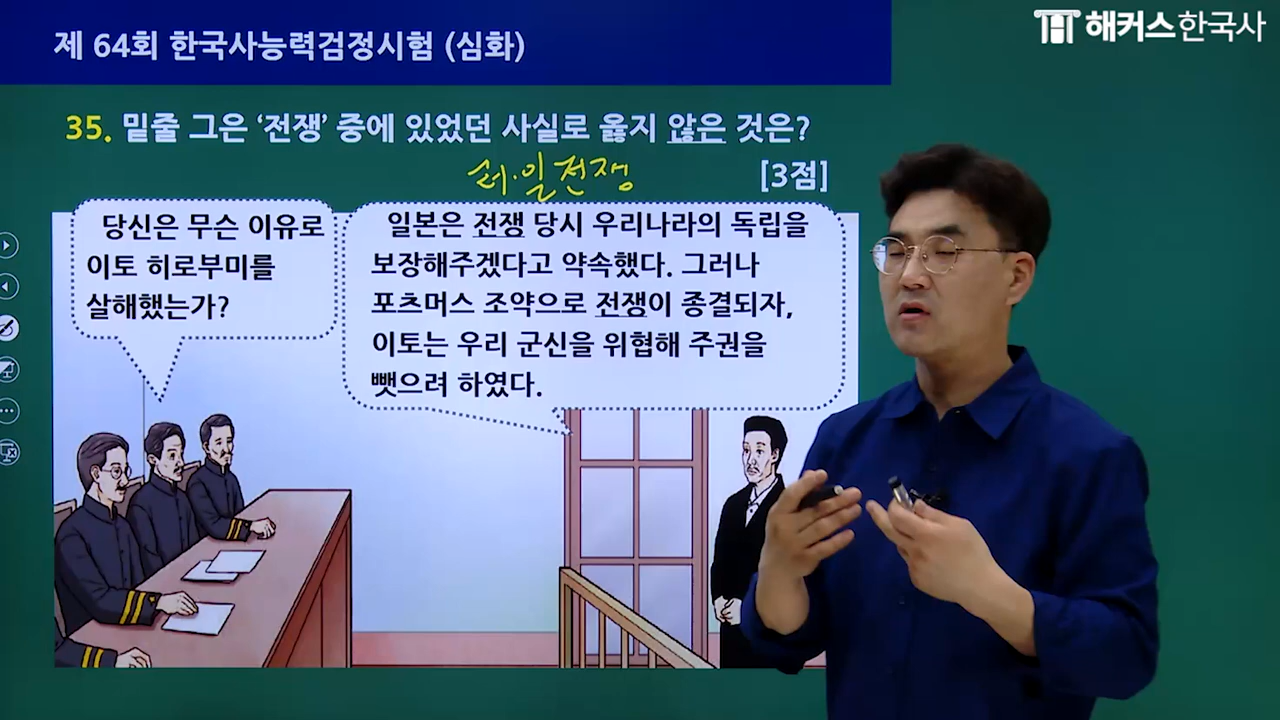 제 64회 한국사능력검정시험 (심화)
해커스한국사
35. 밑줄 그은 ‘전쟁’ 중에 있었던 사실로 옳지 않은 것은?
러·일전쟁
[3점]
당신은 무슨 이유로
이토 히로부미를
살해했는가?
일본은 전쟁 당시 우리나라의 독립을
보장해주겠다고 약속했다. 그러나
포츠머스 조약으로 전쟁이 종결되자,
이토는 우리 군신을 위협해 주권을
뺏으려 하였다.